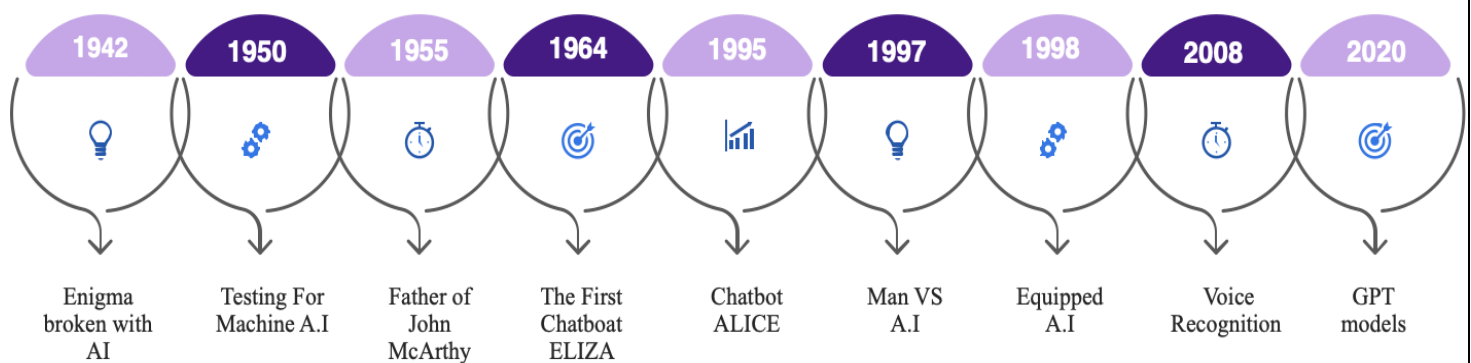 1942
1950
1955
1964
1995
1997
1998
2008
2020
Enigma
broken with
AI
Testing For
Machine A.I
Father of
John
McArthy
The First
Chatboat
ELIZA
Chatbot
ALICE
Man VS
A.I
Equipped
A.I
Voice
Recognition
GPT
models